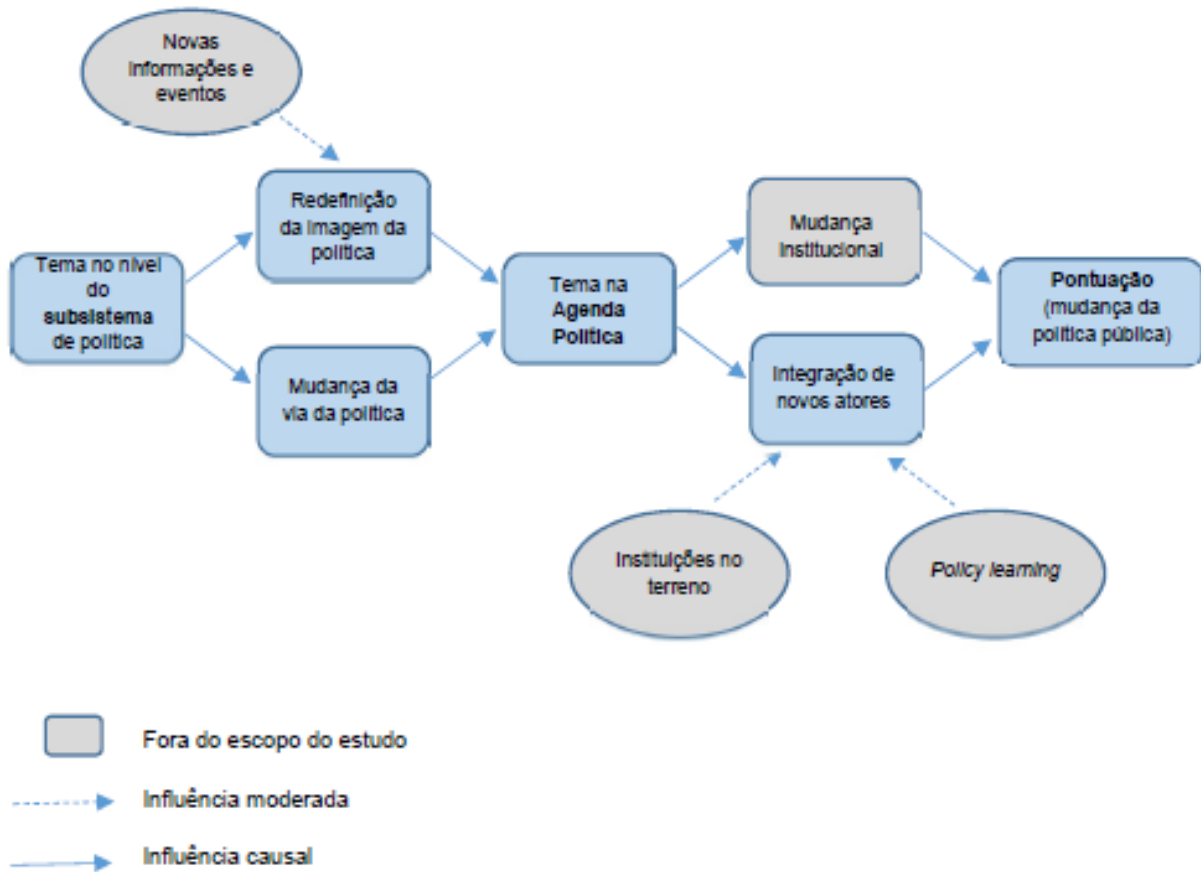 Novas
Informações e
eventos
Redefinição
da imagem da
política
Tema no nível
do
subsistema
de política
Mudança da
via da política
Tema na
Agenda
Política
Mudança
Institucional
Integração de
novos atores
Pontuação
(mudança da
política pública)
Instituições no
terreno
Policy learning
Fora do escopo do estudo
Influência moderada
Influência causal